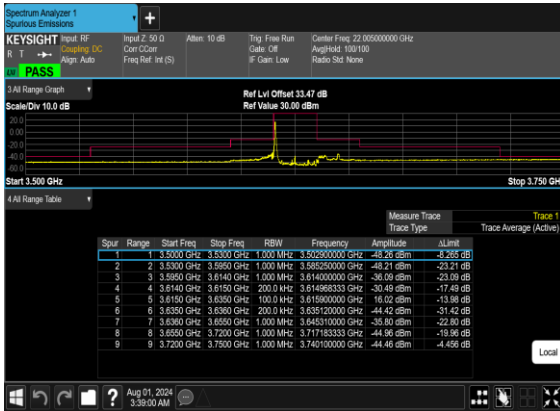 Spectrum Analyzer 1
Spurious Emissions
+
KEYSIGHT Input: RF Input Z: 50 Ω Atten: 10 dB Trig: Free Run Center Freq: 22.005000000 GHz
R T Coupling: DC Corr CCorr Gate: Off Avg|Hold: 100/100
Align: Auto Freq Ref: Int (S) IF Gain: Low Radio Std: None
PASS
3 All Range Graph
Ref Lvl Offset 33.47 dB
Scale/Div 10.0 dB Ref Value 30.00 dBm
20.0
0.00
-20.0
-40.0
-60.0
Start 3.500 GHz Stop 3.750 GH
4 All Range Table
Measure Trace Trace 1
Trace Type Trace Average (Active)
Spur Range Start Freq Stop Freq RBW Frequency Amplitude ΔLimit
1 1 3.5000 GHz 3.5300 GHz 1.000 MHz 3.502900000 GHz -48.26 dBm -8.265 dB
2 2 3.5300 GHz 3.5950 GHz 1.000 MHz 3.585250000 GHz -48.21 dBm -23.21 dB
3 3 3.5950 GHz 3.6140 GHz 1.000 MHz 3.614000000 GHz -36.09 dBm -23.09 dB
4 4 3.6140 GHz 3.6150 GHz 200.0 kHz 3.614968333 GHz -30.49 dBm -17.49 dB
5 5 3.6150 GHz 3.6350 GHz 100.0 kHz 3.615900000 GHz 16.02 dBm -13.98 dB
6 6 3.6350 GHz 3.6360 GHz 200.0 kHz 3.635120000 GHz -44.42 dBm -31.42 dB
7 7 3.6360 GHz 3.6550 GHz 1.000 MHz 3.645310000 GHz -35.80 dBm -22.80 dB
8 8 3.6550 GHz 3.7200 GHz 1.000 MHz 3.717183333 GHz -44.96 dBm -19.96 dB
9 9 3.7200 GHz 3.7500 GHz 1.000 MHz 3.740100000 GHz -44.46 dBm -4.456 dB
Local
?
Aug 01, 2024
3:39:00 AM